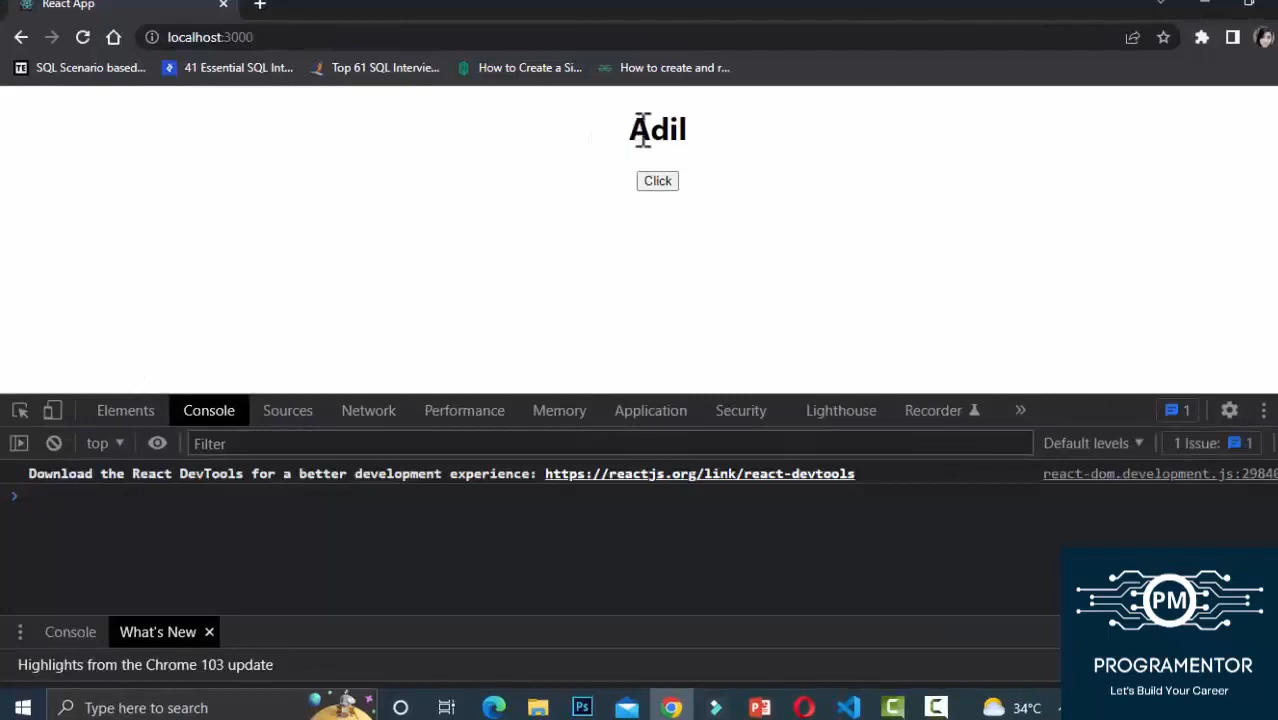 React App
localhost:3000
SQL Scenario based... 41 Essential SQL Int... Top 61 SQL Intervie... How to Create a Si... How to create and r...
Adil
Click
Elements Console Sources Network Performance Memory Application Security Lighthouse Recorder 1
top Filter Default levels 1 Issue: 1
Download the React DevTools for a better development experience: https://reactjs.org/link/react-devtools react-dom.development.js:29840
Console What's New
Highlights from the Chrome 103 update
PM
PROGRAMENTOR
Let's Build Your Career
Type here to search 34°C